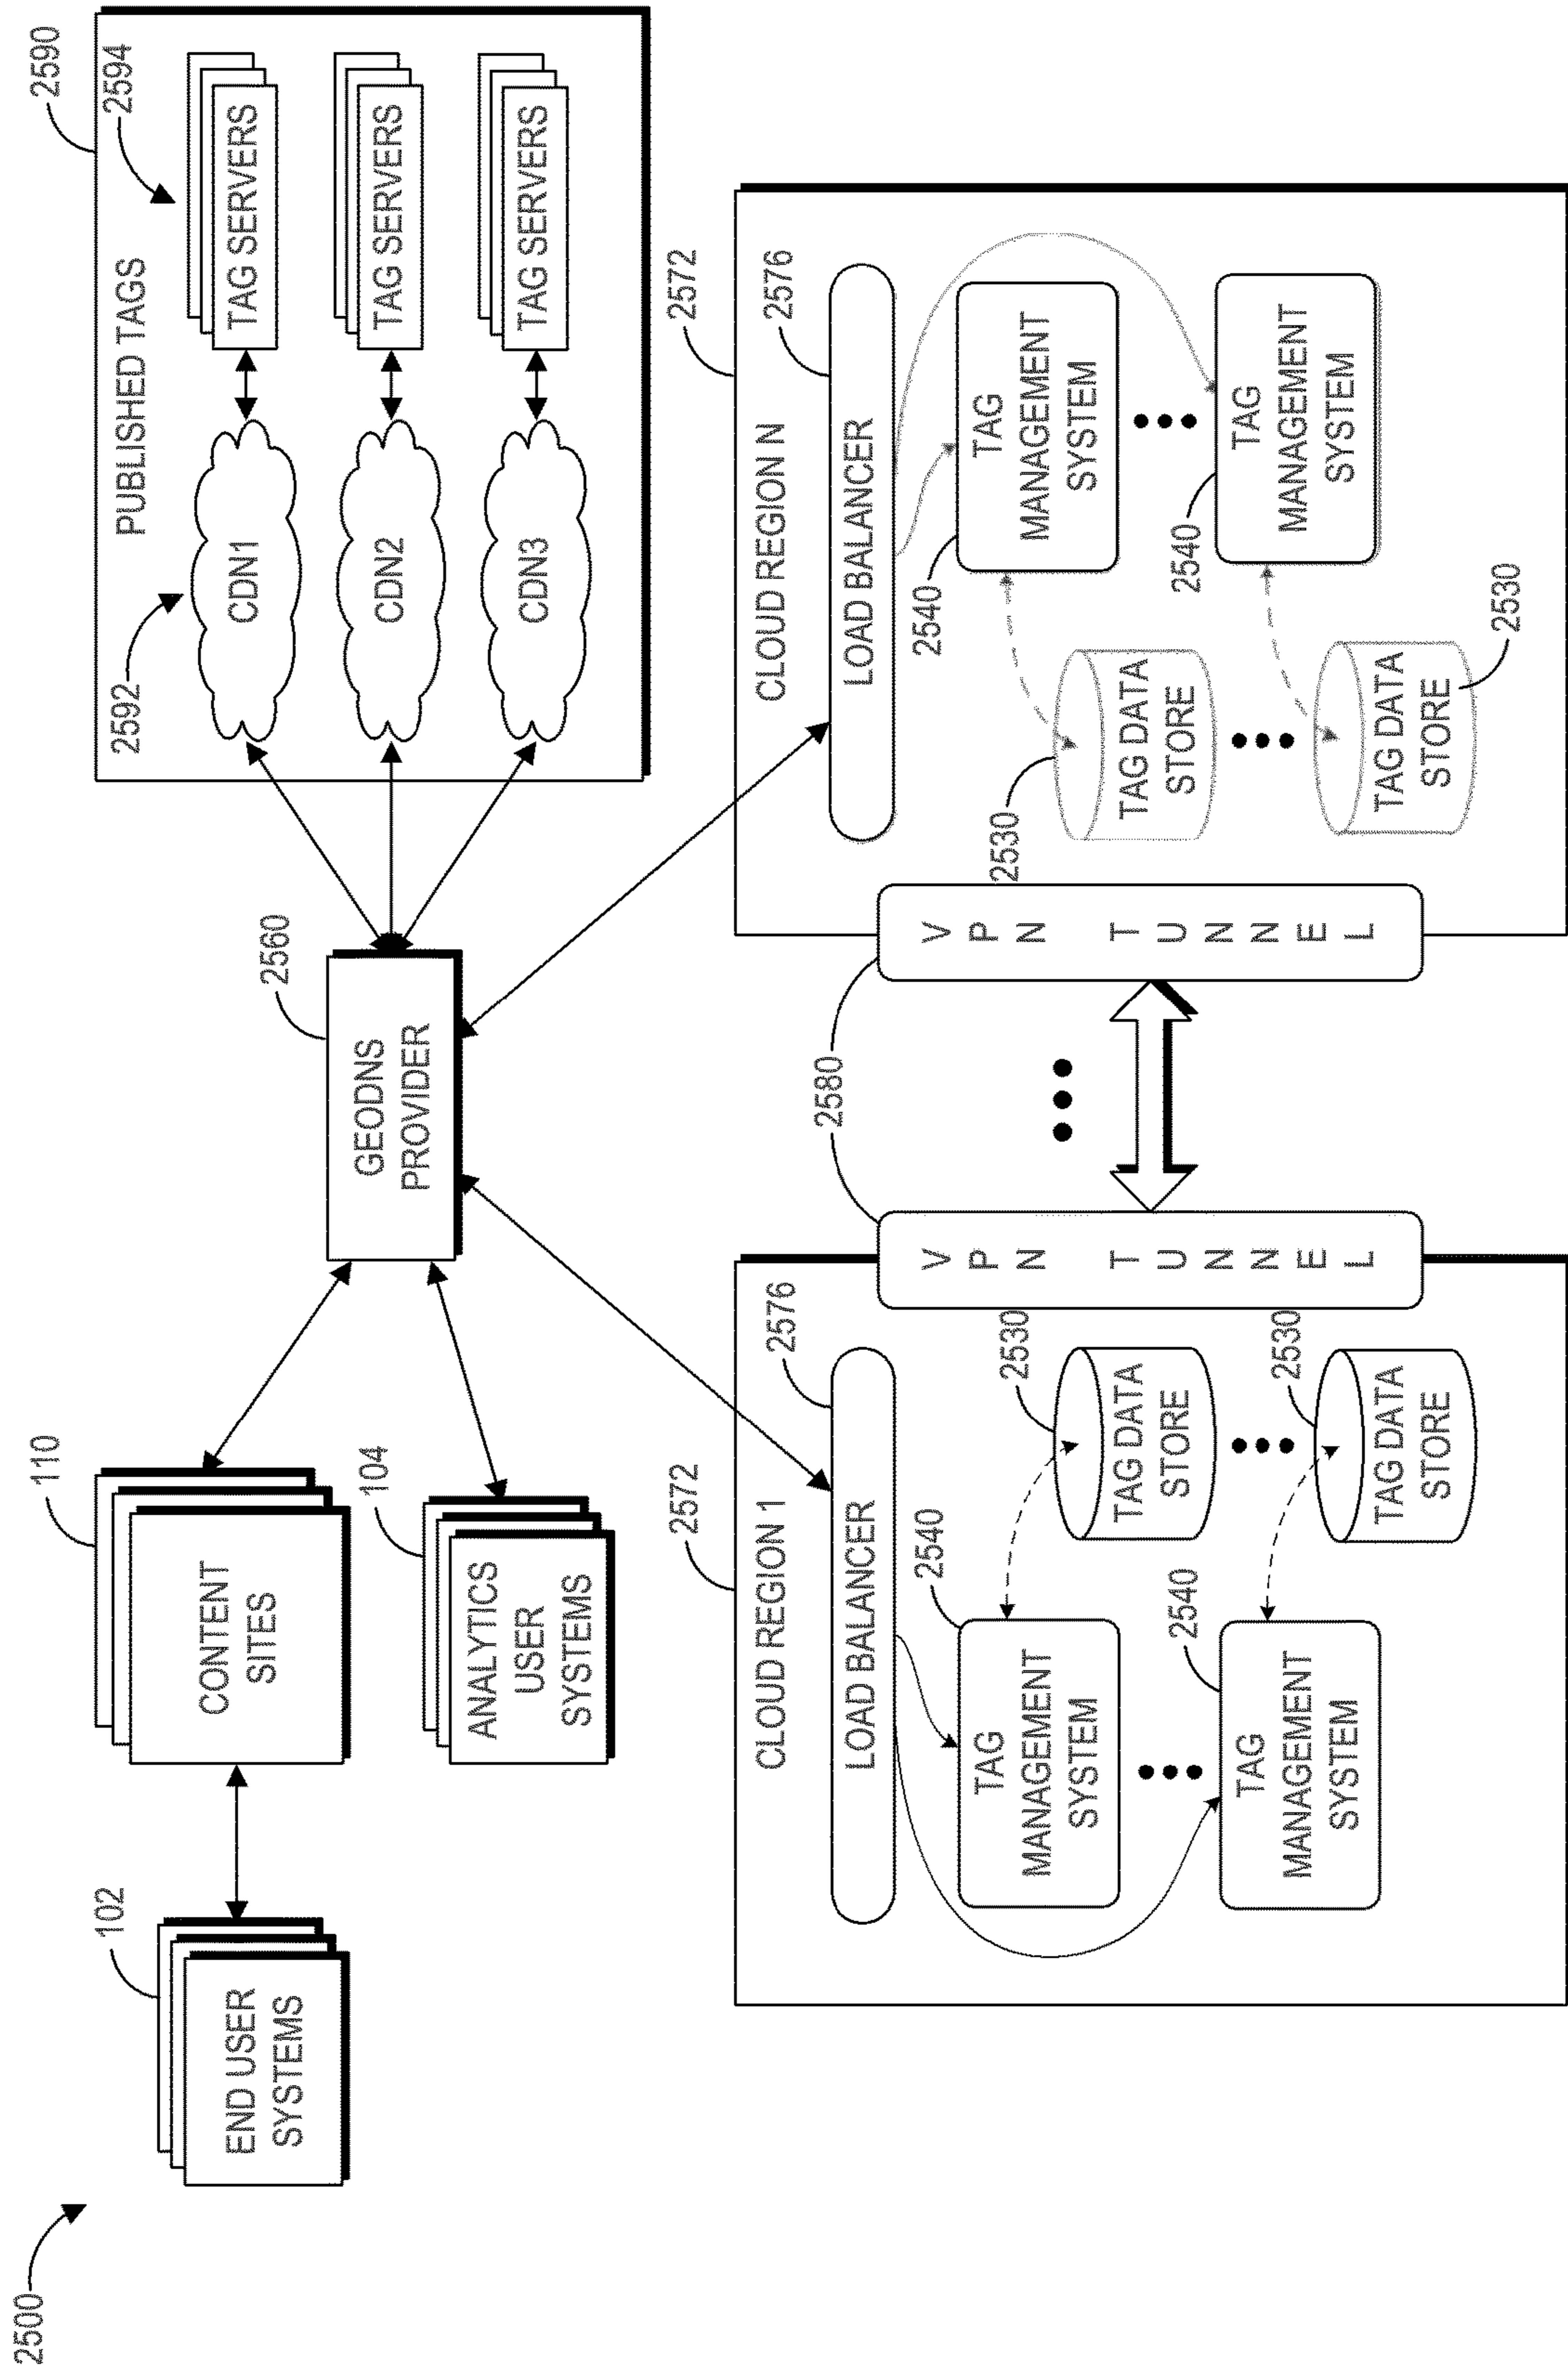 2500
102
END USER
SYSTEMS
110
CONTENT
SITES
104
ANALYTICS
USER
SYSTEMS
2560
GEODNS
PROVIDER
2590
PUBLISHED TAGS
2592
2594
CDN1
TAG SERVERS
CDN2
TAG SERVERS
CDN3
TAG SERVERS
2572
CLOUD REGION 1
2576
LOAD BALANCER
2540
TAG
MANAGEMENT
SYSTEM
2530
TAG DATA
STORE
2540
TAG
MANAGEMENT
SYSTEM
2530
TAG DATA
STORE
VPN TUNNEL
2580
VPN TUNNEL
2572
CLOUD REGION N
2576
LOAD BALANCER
2540
TAG
MANAGEMENT
SYSTEM
2530
TAG DATA
STORE
2540
TAG
MANAGEMENT
SYSTEM
2530
TAG DATA
STORE